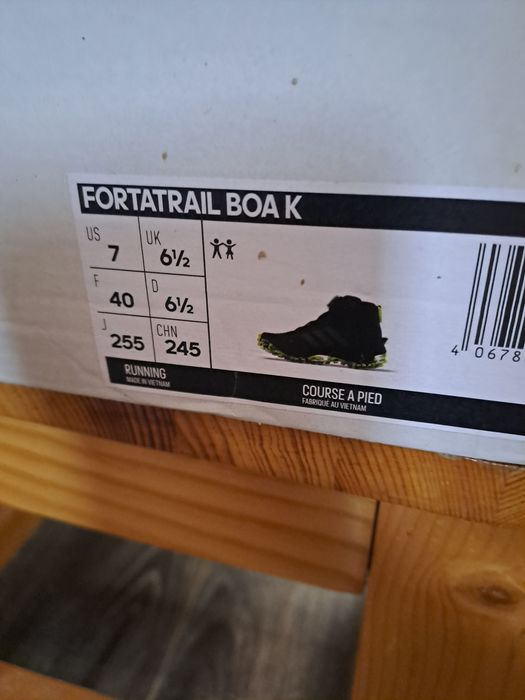 FORTATRAIL BOA K
US 7 UK 6½
F 40 D 6½
J 255 CHN 245
4 0678
RUNNING
MADE IN VIETNAM
COURSE A PIED
FABRIQUÉ AU VIETNAM